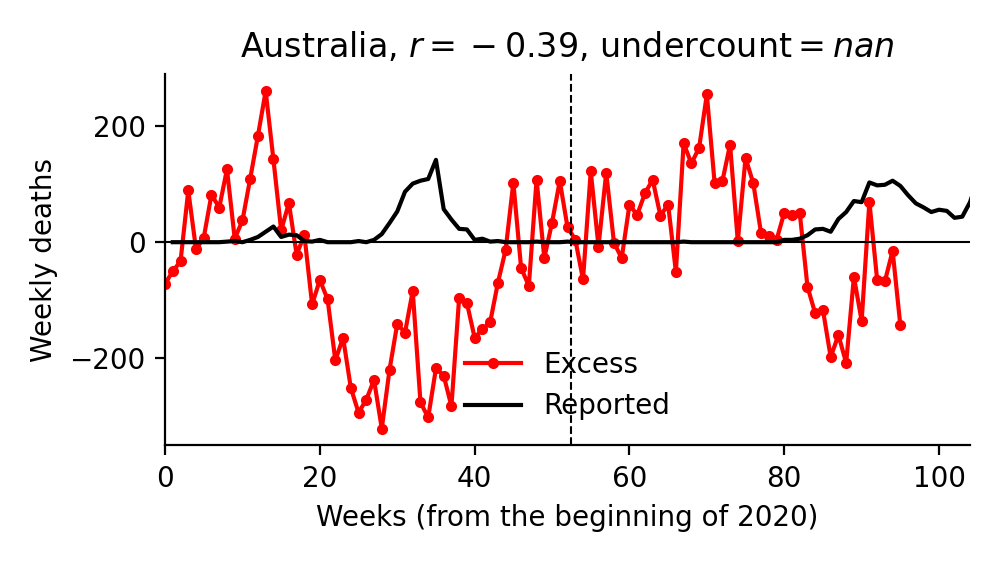 Australia, r = −0.39, undercount = nan
Weekly deaths
200
0
−200
Excess
Reported
0 20 40 60 80 100
Weeks (from the beginning of 2020)